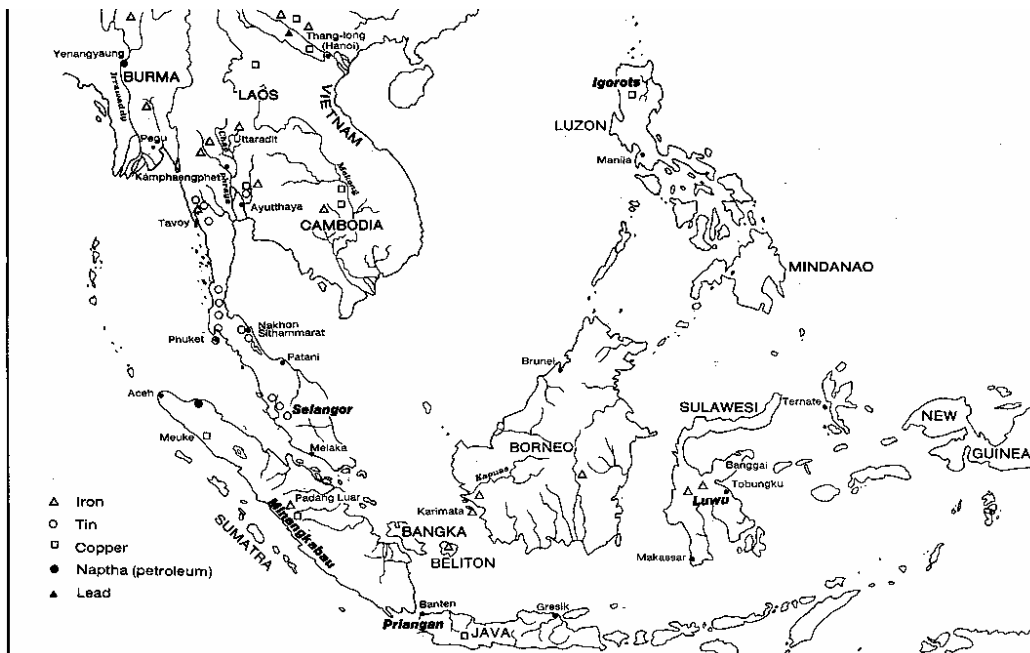 Thang-long
(Hanoi)
Yenangyaung
BURMA
Irrawaddy
LAOS
VIETNAM
Igorots
LUZON
Pegu
Chao Phraya
Uttaradit
Manila
Kamphaengphet
Mekong
Tavoy
Ayutthaya
CAMBODIA
MINDANAO
Nakhon
Sithammarat
Phuket
Patani
Brunei
Aceh
Selangor
SULAWESI
Ternate
NEW
GUINEA
Meuke
Melaka
BORNEO
Kapuas
Banggai
Tobungku
Luwu
Padang Luar
Karimata
Minangkabau
BANGKA
SUMATRA
BELITON
Makassar
Iron
Tin
Copper
Naptha (petroleum)
Lead
Banten
Gresik
Priangan
JAVA